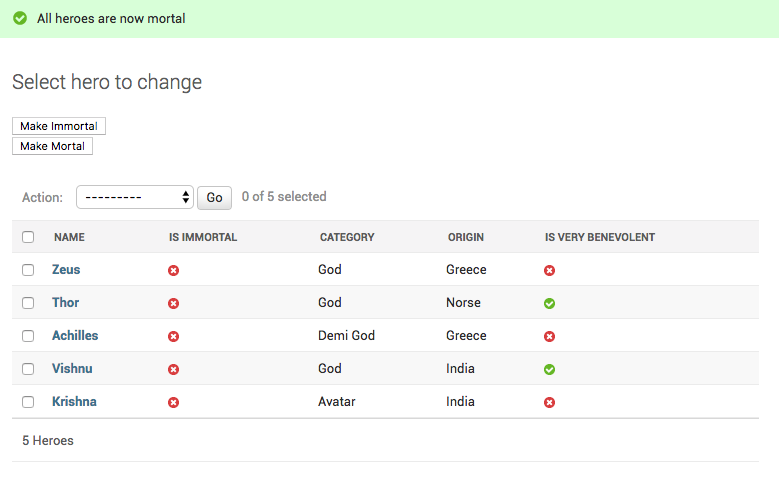 All heroes are now mortal
Select hero to change
Make Immortal
Make Mortal
Action: --------- Go 0 of 5 selected
NAME IS IMMORTAL CATEGORY ORIGIN IS VERY BENEVOLENT
Zeus God Greece
Thor God Norse
Achilles Demi God Greece
Vishnu God India
Krishna Avatar India
5 Heroes